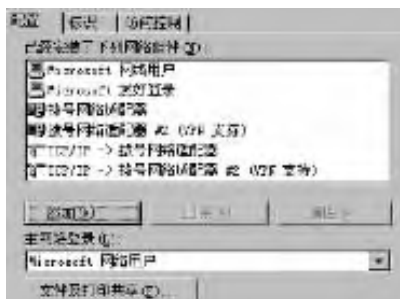 配置 标识 访问控制
已经安装了下列网络组件(N):
Microsoft 网络用户
Microsoft 友好登录
拨号网络适配器
拨号网络适配器 #2 (VPN 支持)
TCP/IP -> 拨号网络适配器
TCP/IP -> 拨号网络适配器 #2 (VPN 支持)
添加(A)...
主网络登录(L):
Microsoft 网络用户
文件及打印共享(F)...